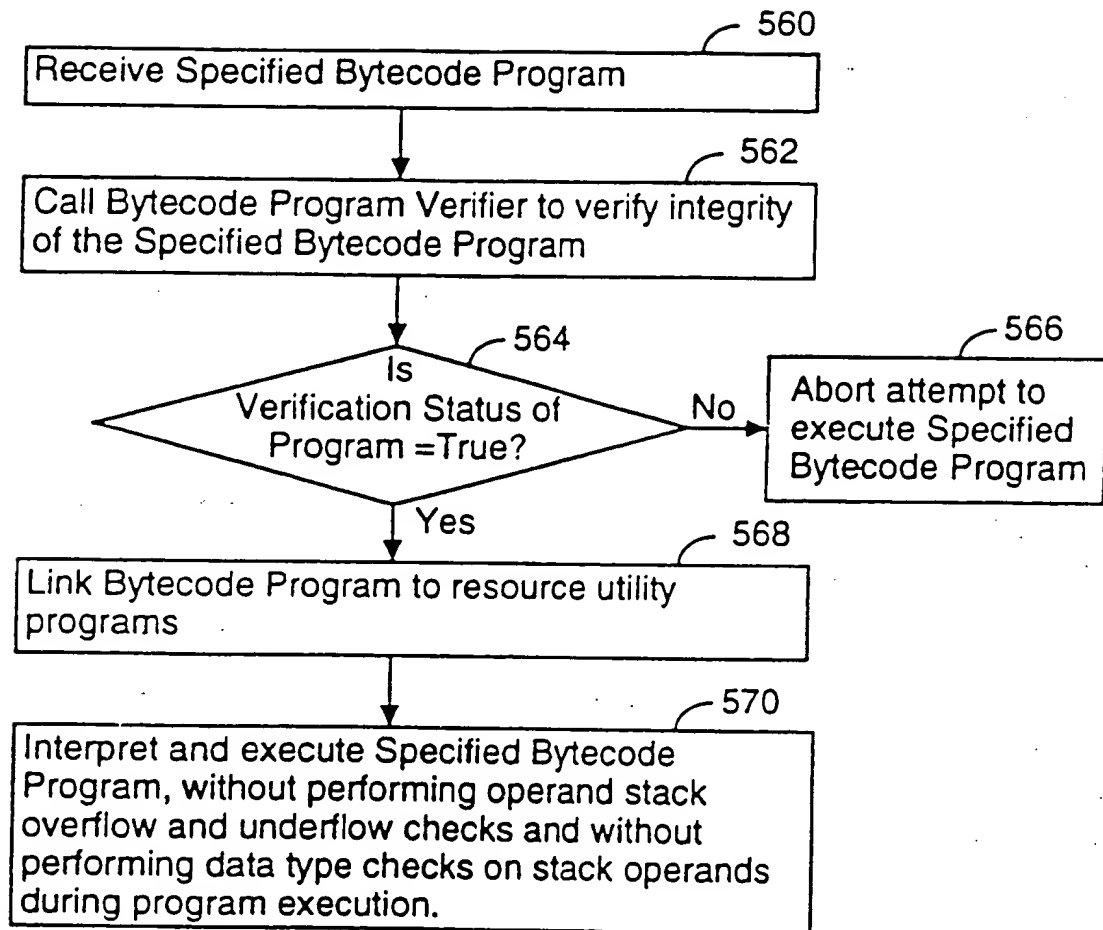 560
Receive Specified Bytecode Program
562
Call Bytecode Program Verifier to verify integrity
of the Specified Bytecode Program
564
Is
Verification Status of
Program =True?
No
566
Abort attempt to
execute Specified
Bytecode Program
Yes
568
Link Bytecode Program to resource utility
programs
570
Interpret and execute Specified Bytecode
Program, without performing operand stack
overflow and underflow checks and without
performing data type checks on stack operands
during program execution.